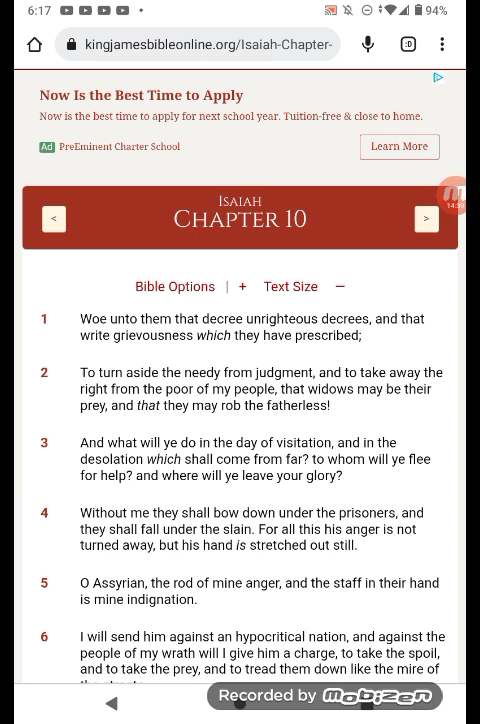 6:17
94%
kingjamesbibleonline.org/Isaiah-Chapter-
:D
Now Is the Best Time to Apply
Now is the best time to apply for next school year. Tuition-free & close to home.
Ad PreEminent Charter School
Learn More
14:39
< ISAIAH >
CHAPTER 10
Bible Options | + Text Size −
1 Woe unto them that decree unrighteous decrees, and that
write grievousness which they have prescribed;
2 To turn aside the needy from judgment, and to take away the
right from the poor of my people, that widows may be their
prey, and that they may rob the fatherless!
3 And what will ye do in the day of visitation, and in the
desolation which shall come from far? to whom will ye flee
for help? and where will ye leave your glory?
4 Without me they shall bow down under the prisoners, and
they shall fall under the slain. For all this his anger is not
turned away, but his hand is stretched out still.
5 O Assyrian, the rod of mine anger, and the staff in their hand
is mine indignation.
6 I will send him against an hypocritical nation, and against the
people of my wrath will I give him a charge, to take the spoil,
and to take the prey, and to tread them down like the mire of
Recorded by mobizen